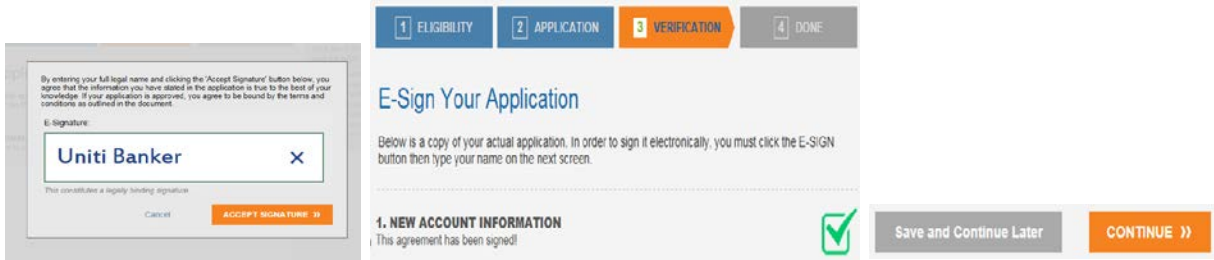 By entering your full legal name and clicking the 'Accept Signature' button below, you
agree that the information you have stated in the application is true to the best of your
knowledge. If your application is approved, you agree to be bound by the terms and
conditions as outlined in the document.
E-Signature:
Uniti Banker ×
This constitutes a legally binding signature
Cancel
ACCEPT SIGNATURE »
1 ELIGIBILITY
2 APPLICATION
3 VERIFICATION
4 DONE
E-Sign Your Application
Below is a copy of your actual application. In order to sign it electronically, you must click the E-SIGN
button then type your name on the next screen.
1. NEW ACCOUNT INFORMATION
This agreement has been signed!
Save and Continue Later
CONTINUE »